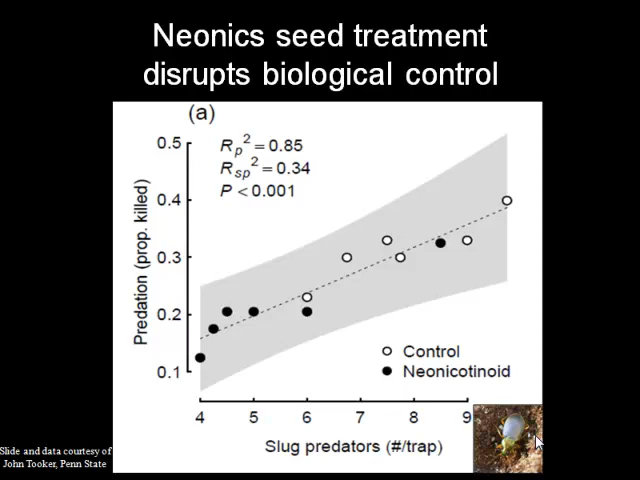 Neonics seed treatment
disrupts biological control
(a)
Rp2 = 0.85
Rsp2 = 0.34
P < 0.001
Predation (prop. killed)
0.5
0.4
0.3
0.2
0.1
Control
Neonicotinoid
4 5 6 7 8 9
Slug predators (#/trap)
Slide and data courtesy of
John Tooker, Penn State